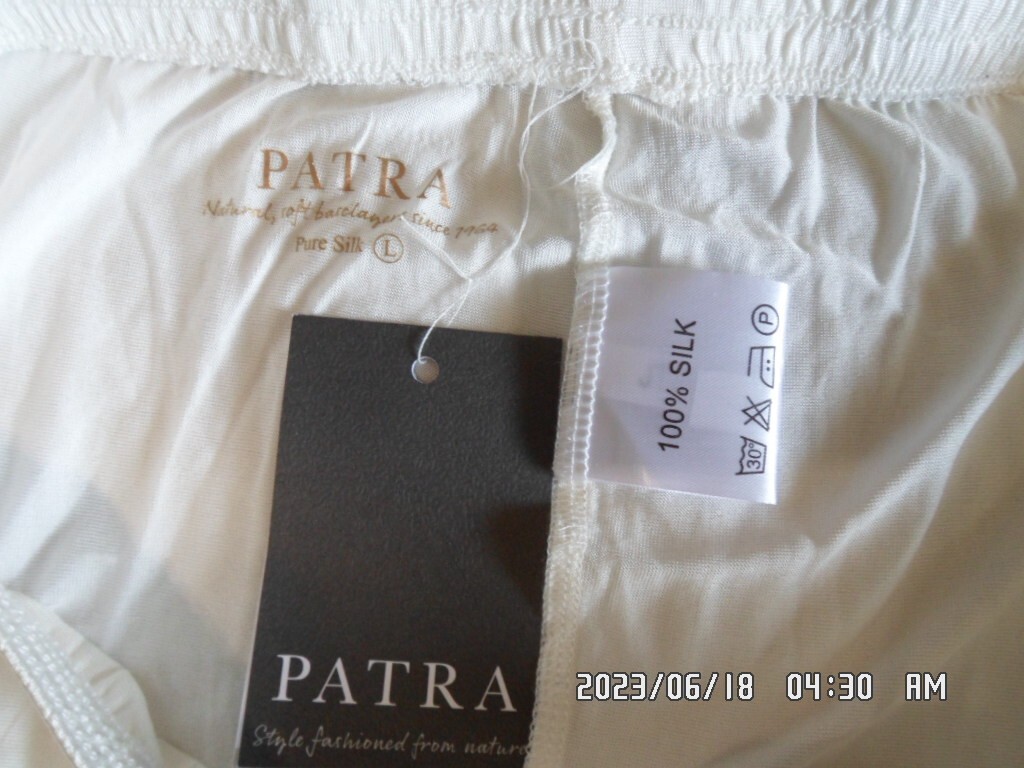 PATRA
Natural, soft baselayers since 1964
Pure Silk L
100% SILK
30°
P
PATRA
Style fashioned from nature
2023/06/18 04:30 AM